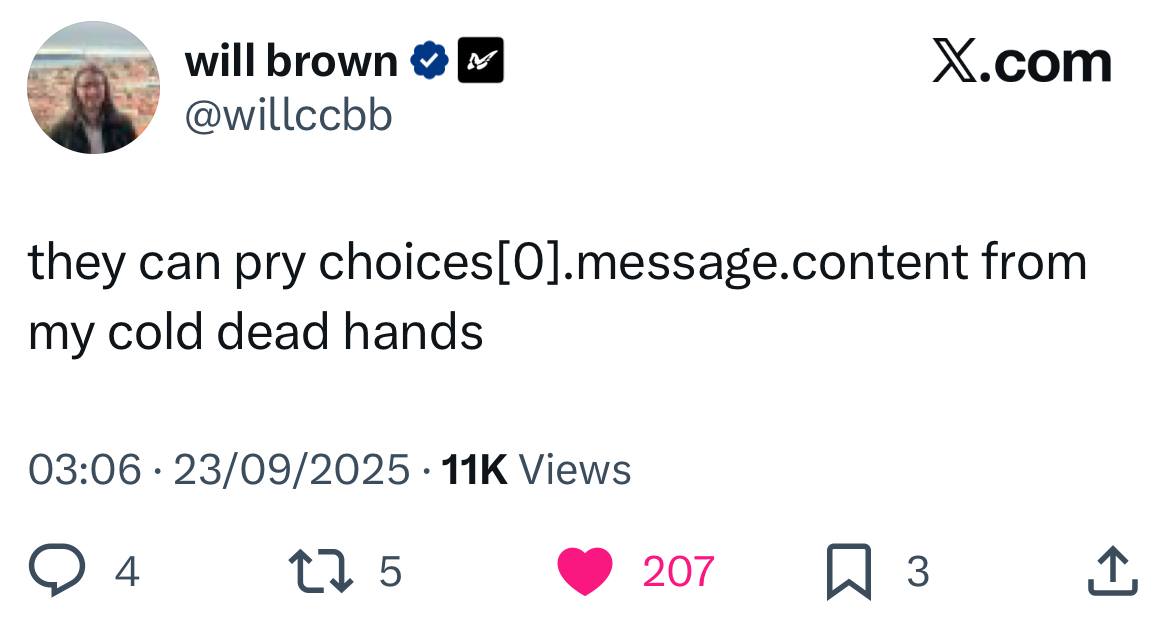 will brown
X.com
@willccbb
they can pry choices[0].message.content from
my cold dead hands
03:06 · 23/09/2025 · 11K Views
4 5 207 3